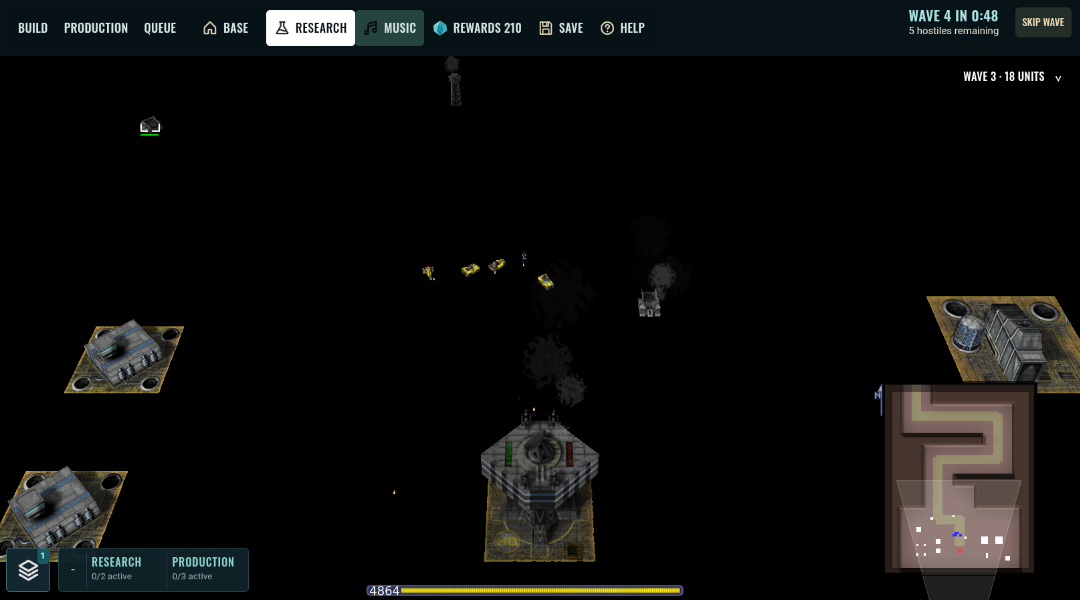 BUILD
PRODUCTION
QUEUE
BASE
RESEARCH
MUSIC
REWARDS 210
SAVE
HELP
WAVE 4 IN 0:48
5 hostiles remaining
SKIP WAVE
WAVE 3 · 18 UNITS
N
HQ
1
-
RESEARCH
0/2 active
PRODUCTION
0/3 active
4864